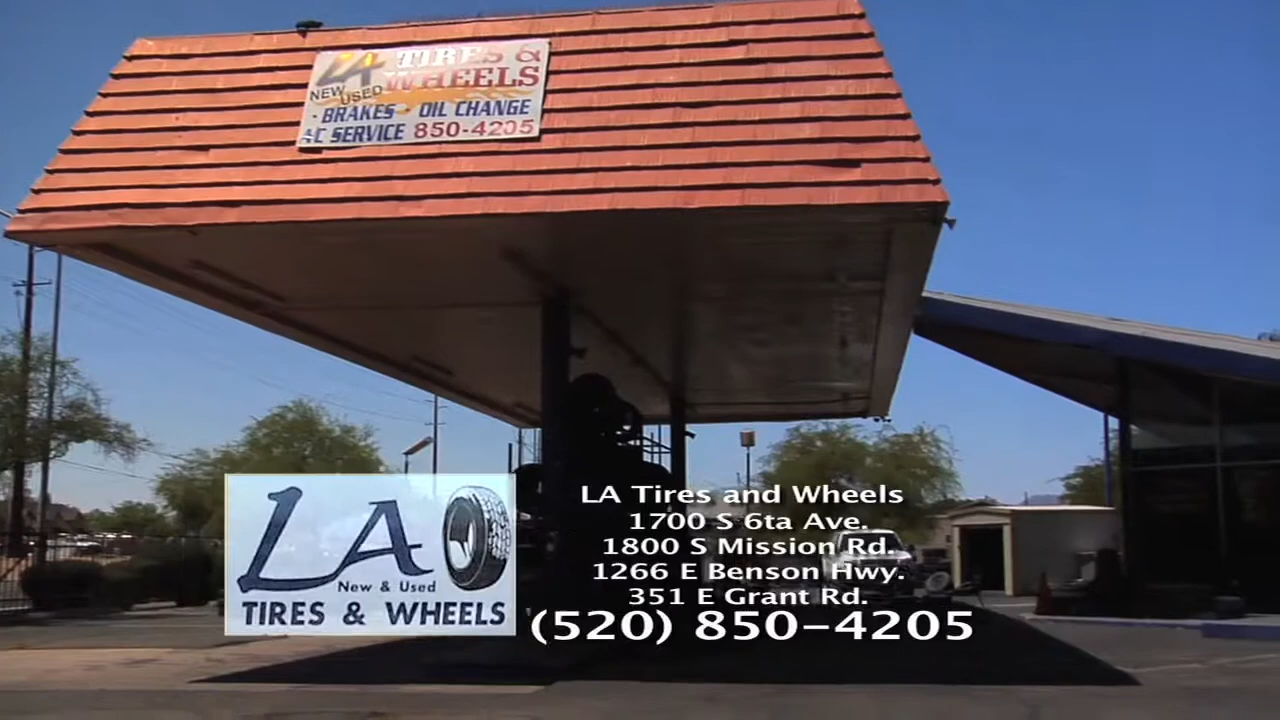 LA TIRES &
NEW USED WHEELS
· BRAKES · OIL CHANGE
AC SERVICE 850-4205
LA
New & Used
TIRES & WHEELS
LA Tires and Wheels
1700 S 6ta Ave.
1800 S Mission Rd.
1266 E Benson Hwy.
351 E Grant Rd.
(520) 850-4205